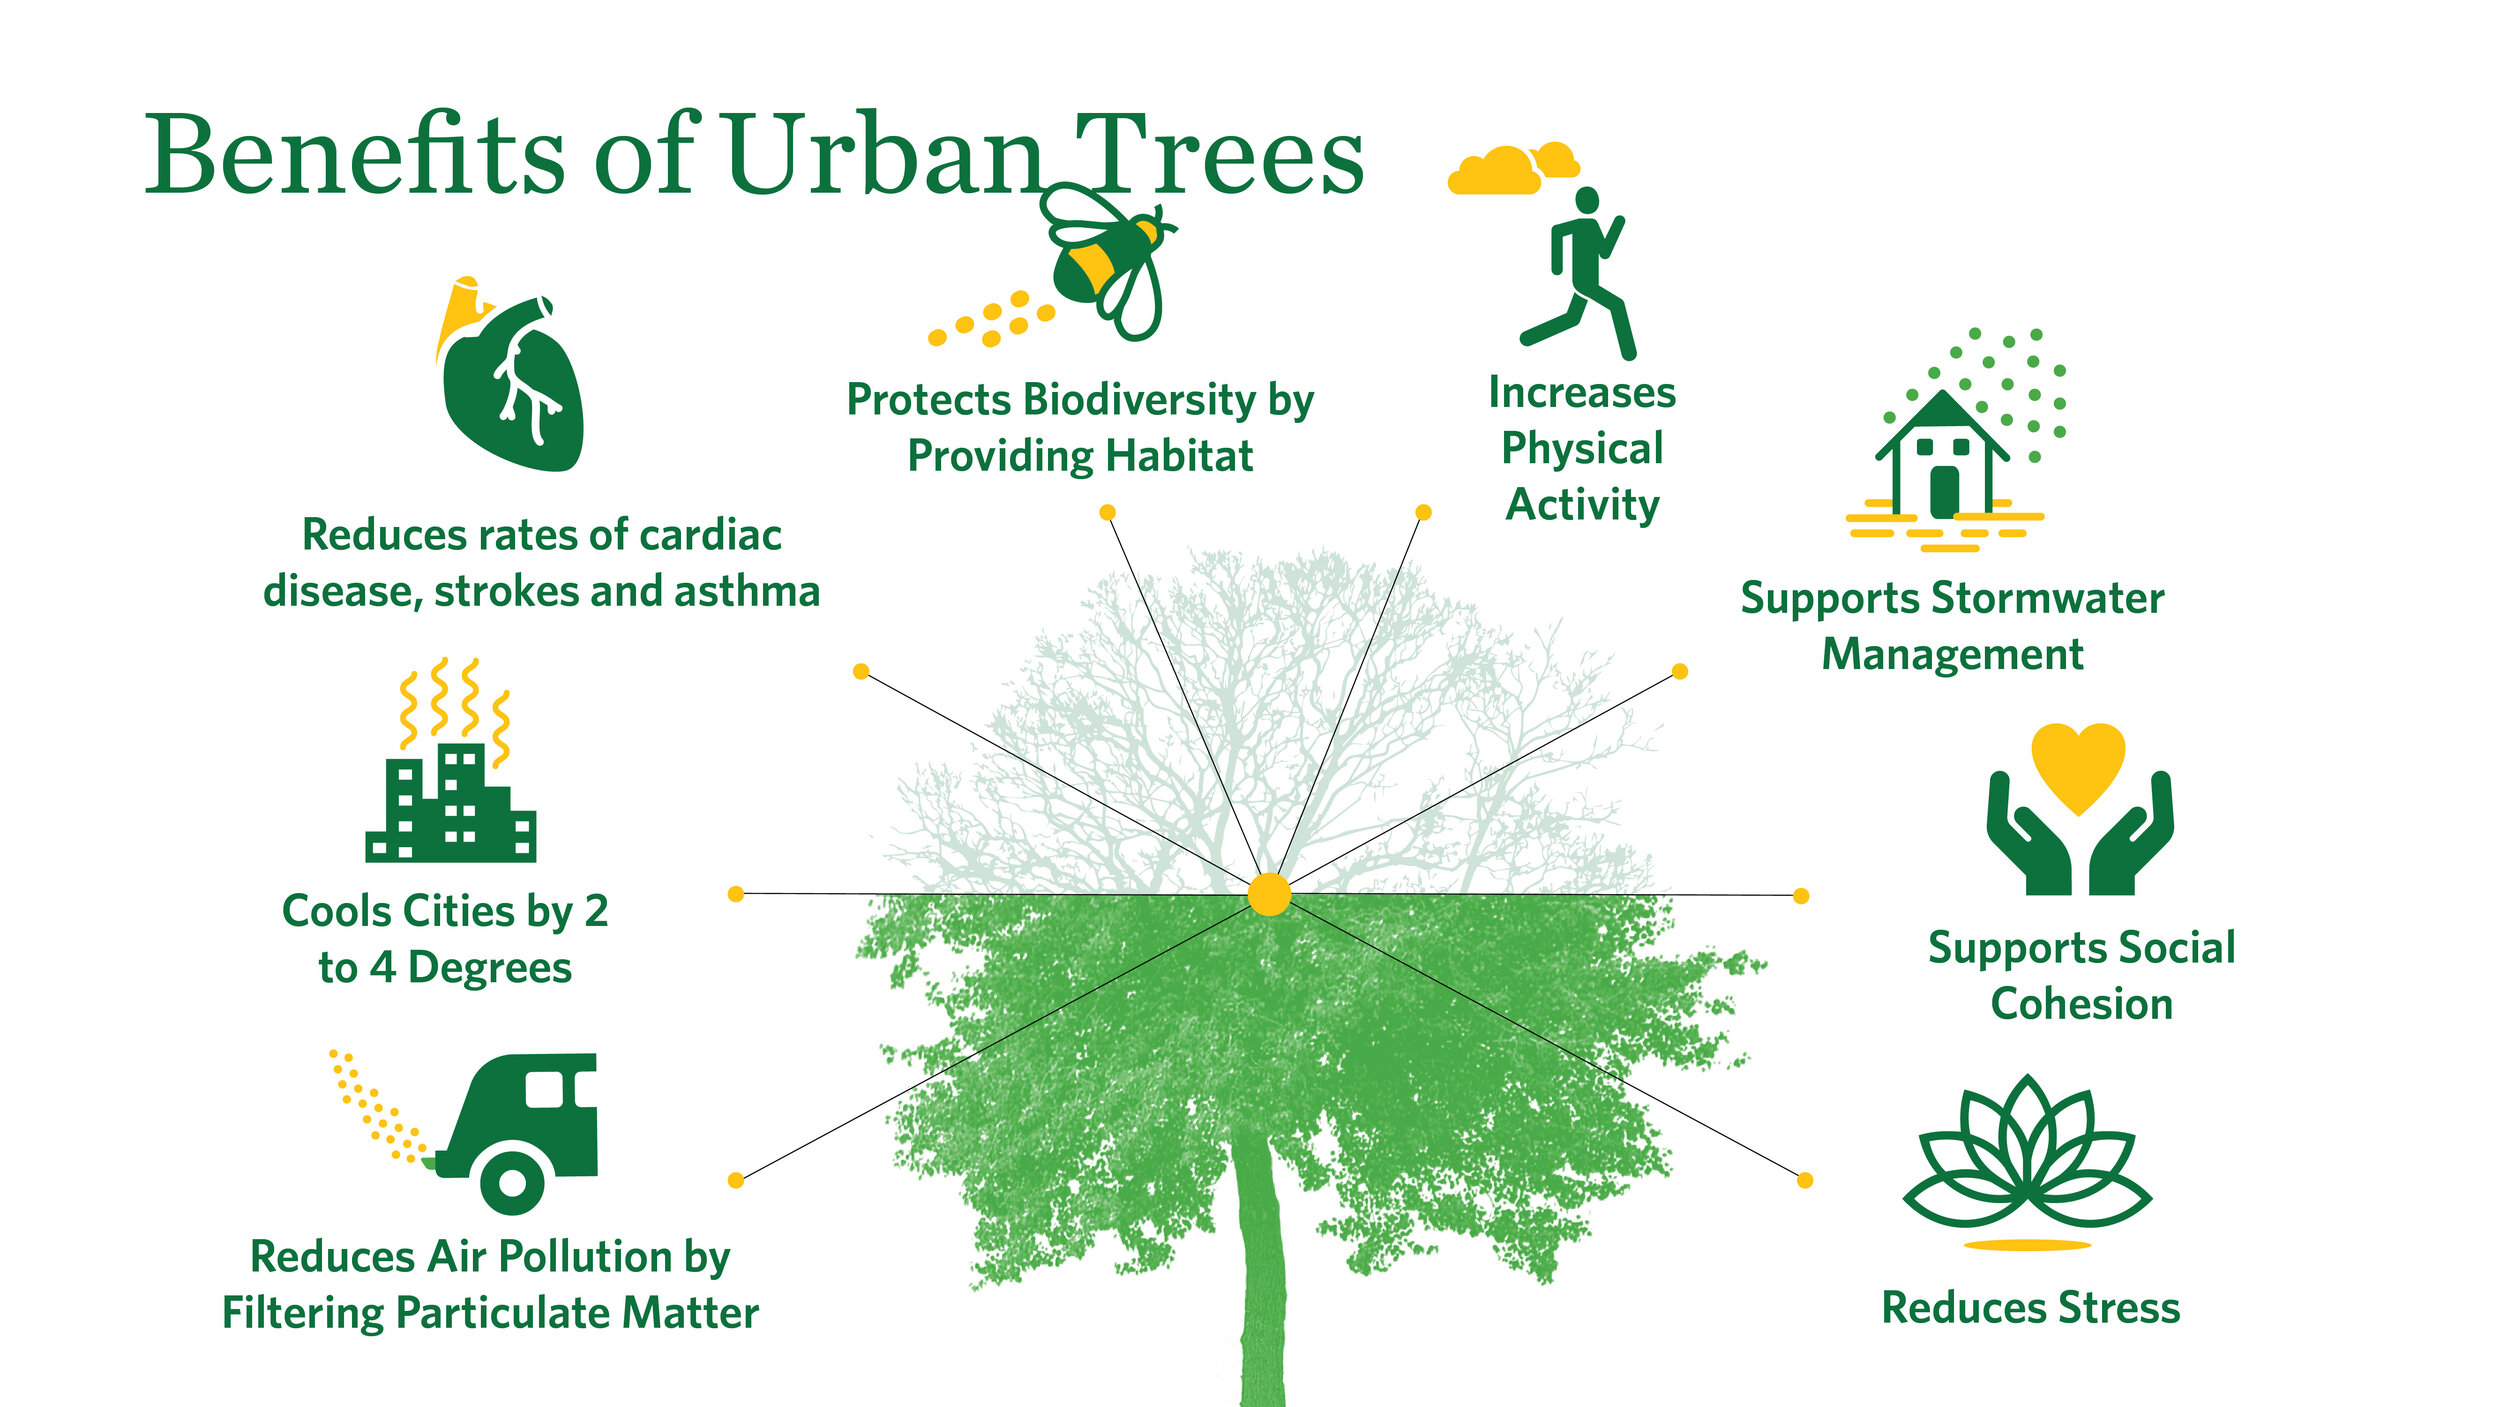 Benefits of Urban Trees
Reduces rates of cardiac
disease, strokes and asthma
Protects Biodiversity by
Providing Habitat
Increases
Physical
Activity
Supports Stormwater
Management
Cools Cities by 2
to 4 Degrees
Supports Social
Cohesion
Reduces Air Pollution by
Filtering Particulate Matter
Reduces Stress